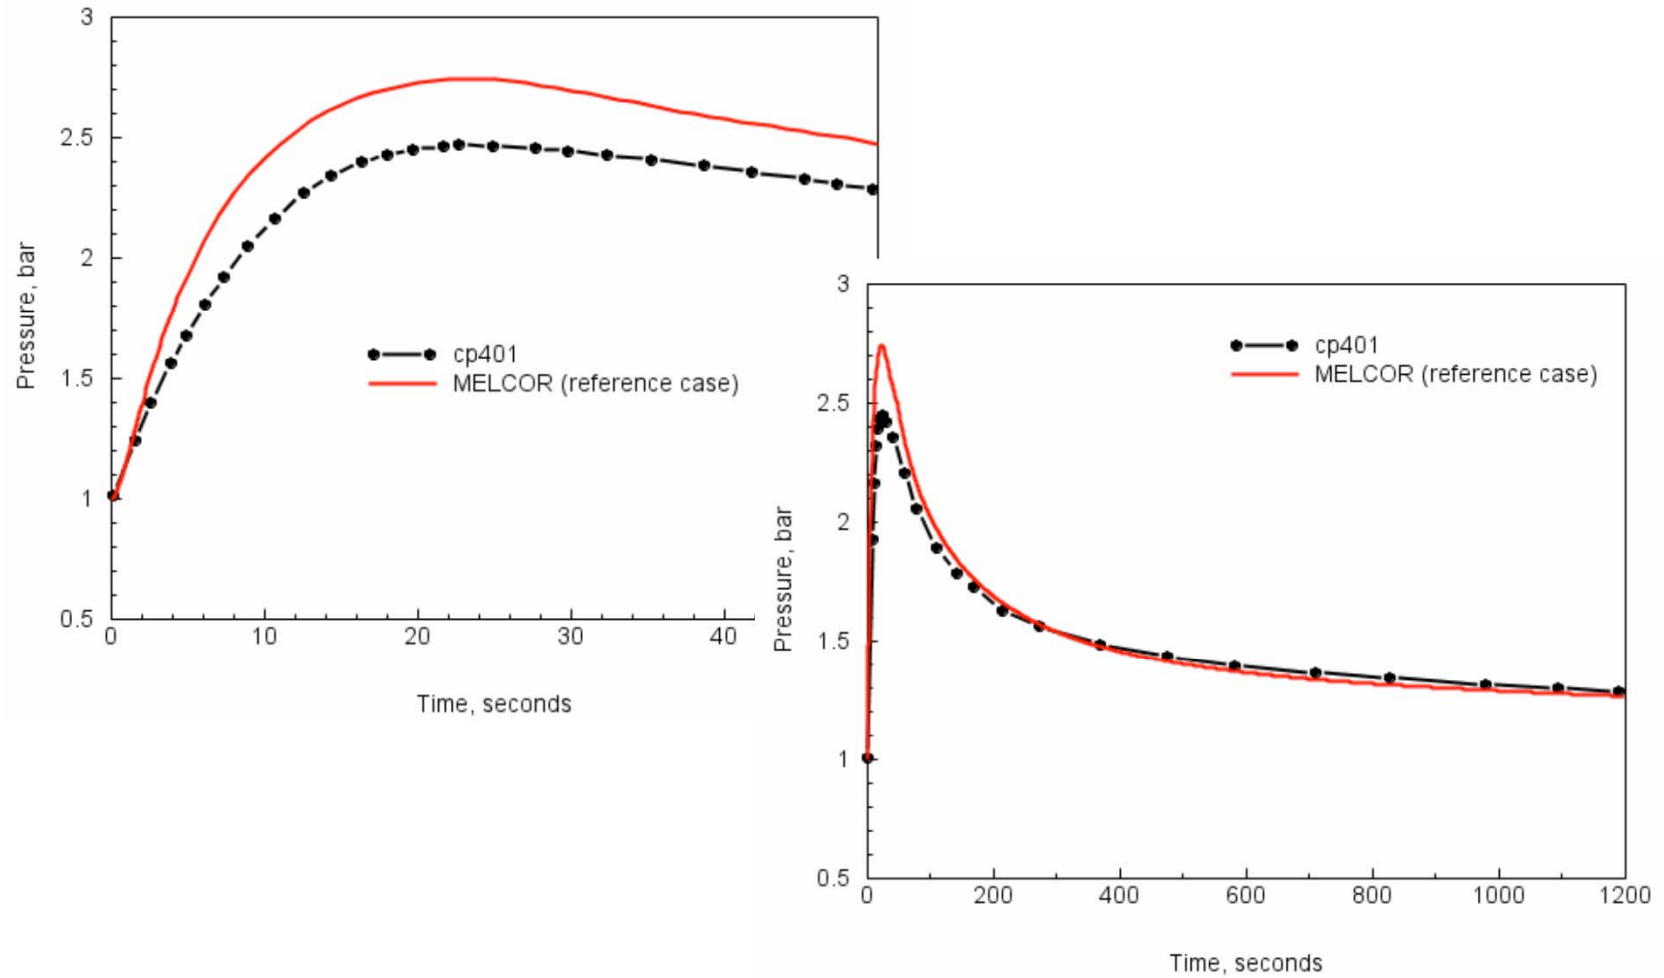 3
2.5
2
1.5
1
0.5
Pressure, bar
cp401
MELCOR (reference case)
0 10 20 30 40
Time, seconds
3
2.5
2
1.5
1
0.5
Pressure, bar
cp401
MELCOR (reference case)
0 200 400 600 800 1000 1200
Time, seconds